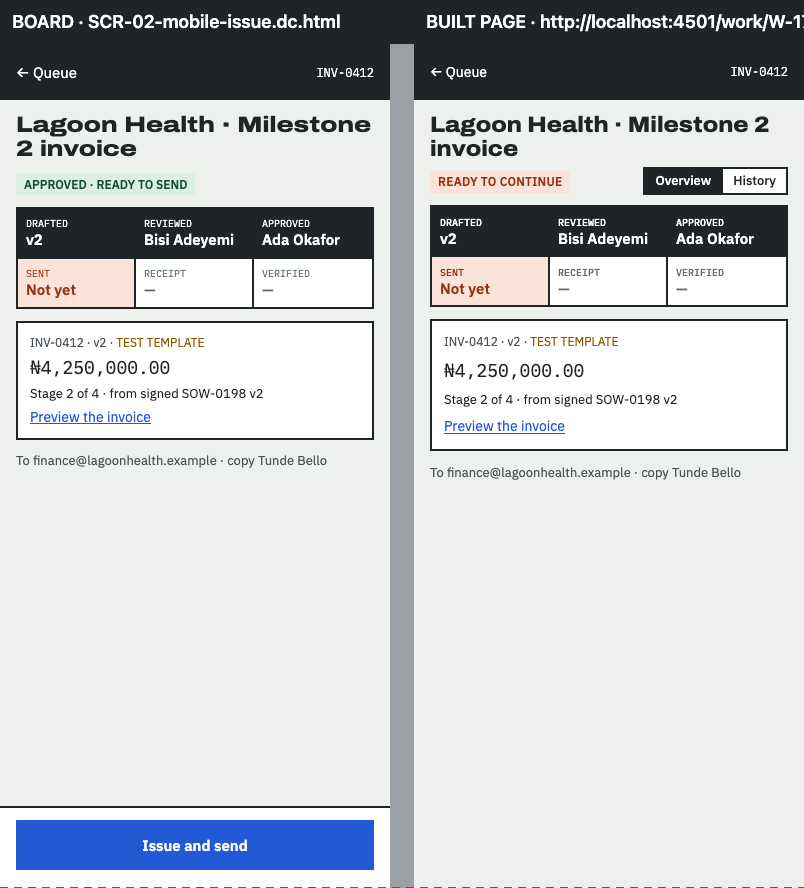 BOARD · SCR-02-mobile-issue.dc.html
← Queue
INV-0412
Lagoon Health · Milestone
2 invoice
APPROVED · READY TO SEND
DRAFTED
v2
REVIEWED
Bisi Adeyemi
APPROVED
Ada Okafor
SENT
Not yet
RECEIPT
—
VERIFIED
—
INV-0412 · v2 · TEST TEMPLATE
₦4,250,000.00
Stage 2 of 4 · from signed SOW-0198 v2
Preview the invoice
To finance@lagoonhealth.example · copy Tunde Bello
Issue and send
BUILT PAGE · http://localhost:4501/work/W-17
← Queue
INV-0412
Lagoon Health · Milestone 2
invoice
READY TO CONTINUE
Overview
History
DRAFTED
v2
REVIEWED
Bisi Adeyemi
APPROVED
Ada Okafor
SENT
Not yet
RECEIPT
—
VERIFIED
—
INV-0412 · v2 · TEST TEMPLATE
₦4,250,000.00
Stage 2 of 4 · from signed SOW-0198 v2
Preview the invoice
To finance@lagoonhealth.example · copy Tunde Bello